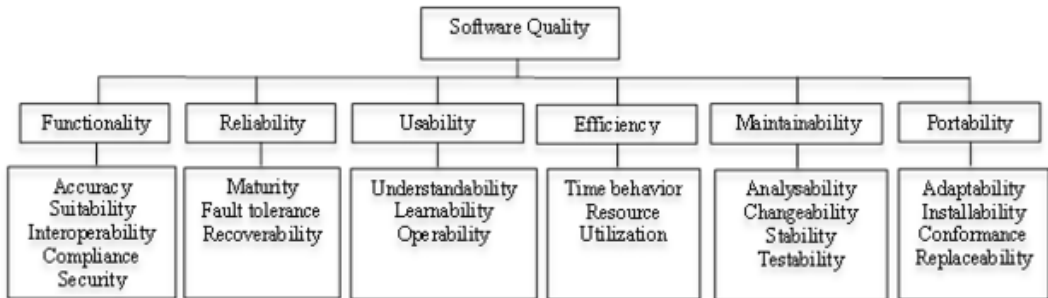 Software Quality
Functionality
Reliability
Usability
Efficiency
Maintainability
Portability
Accuracy
Suitability
Interoperability
Compliance
Security
Maturity
Fault tolerance
Recoverability
Understandability
Learnability
Operability
Time behavior
Resource
Utilization
Analysability
Changeability
Stability
Testability
Adaptability
Installability
Conformance
Replaceability